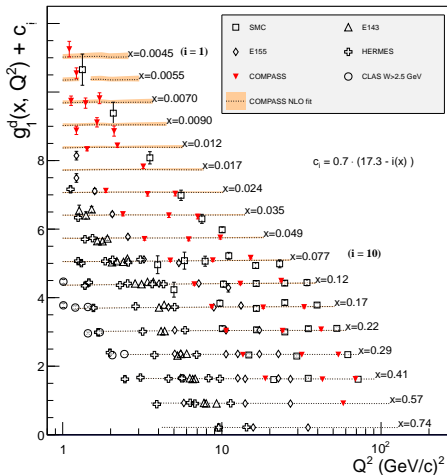 g₁ᵈ(x, Q²) + cᵢ
SMC
E143
E155
HERMES
COMPASS
CLAS W>2.5 GeV
COMPASS NLO fit
cᵢ = 0.7 · (17.3 - i(x))
x=0.0045 (i = 1)
x=0.0055
x=0.0070
x=0.0090
x=0.012
x=0.017
x=0.024
x=0.035
x=0.049
x=0.077 (i = 10)
x=0.12
x=0.17
x=0.22
x=0.29
x=0.41
x=0.57
x=0.74
8
6
4
2
0
1 10 10²
Q² (GeV/c)²